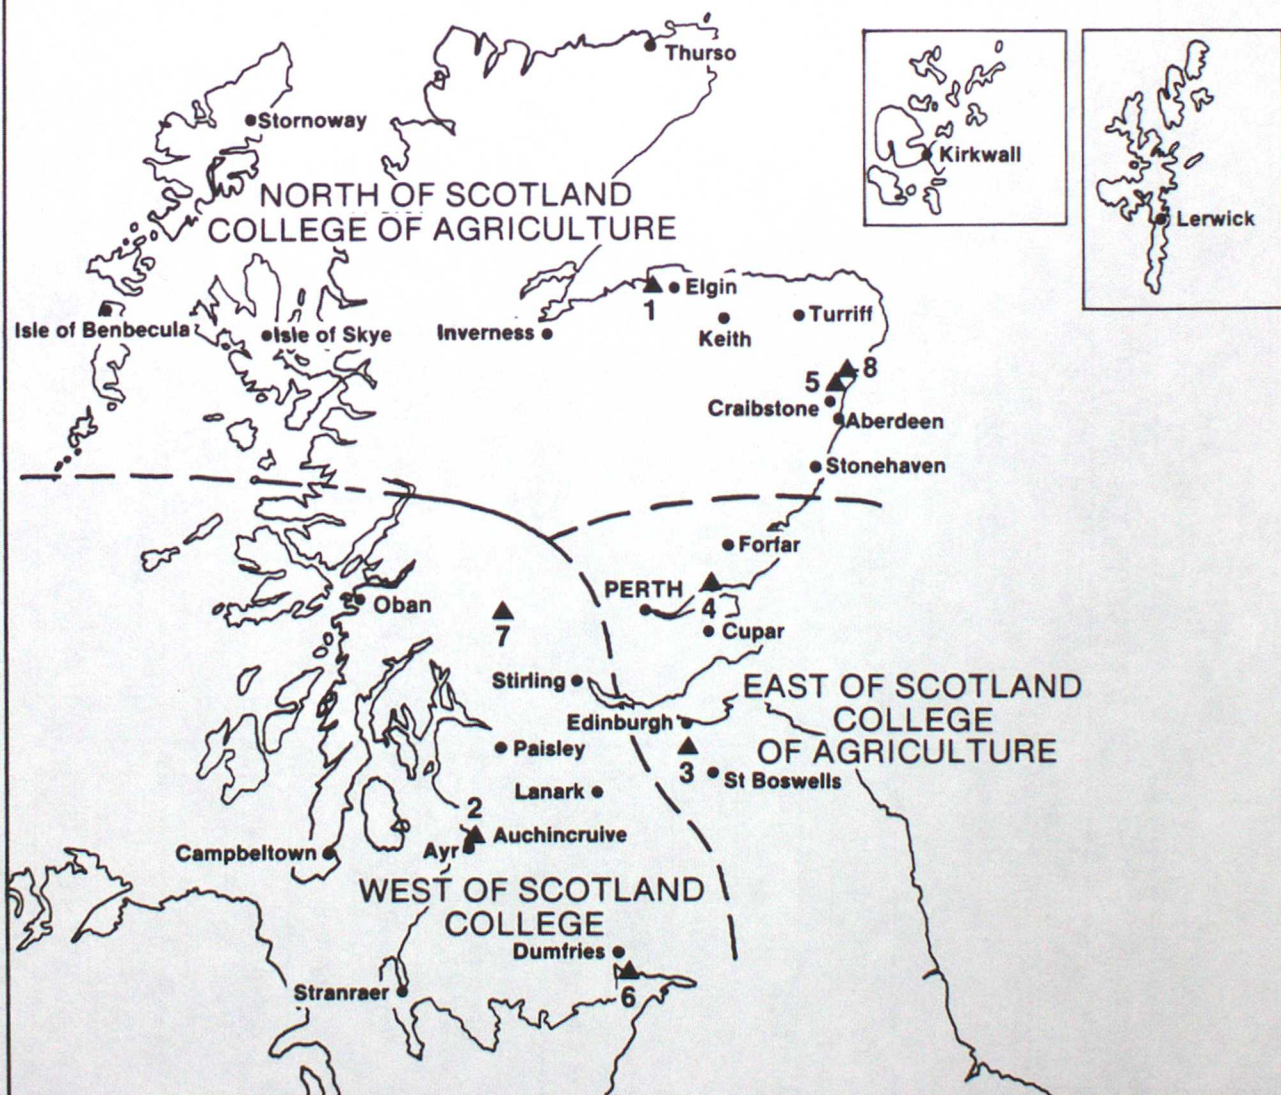 Thurso
Stornoway
Kirkwall
Lerwick
NORTH OF SCOTLAND
COLLEGE OF AGRICULTURE
Elgin
1
Isle of Benbecula
Isle of Skye
Inverness
Keith
Turriff
8
5
Craibstone
Aberdeen
Stonehaven
Forfar
PERTH
4
Oban
7
Cupar
Stirling
EAST OF SCOTLAND
COLLEGE
OF AGRICULTURE
Edinburgh
Paisley
3
St Boswells
Lanark
2
Auchincruive
Ayr
Campbeltown
WEST OF SCOTLAND
COLLEGE
Dumfries
6
Stranraer